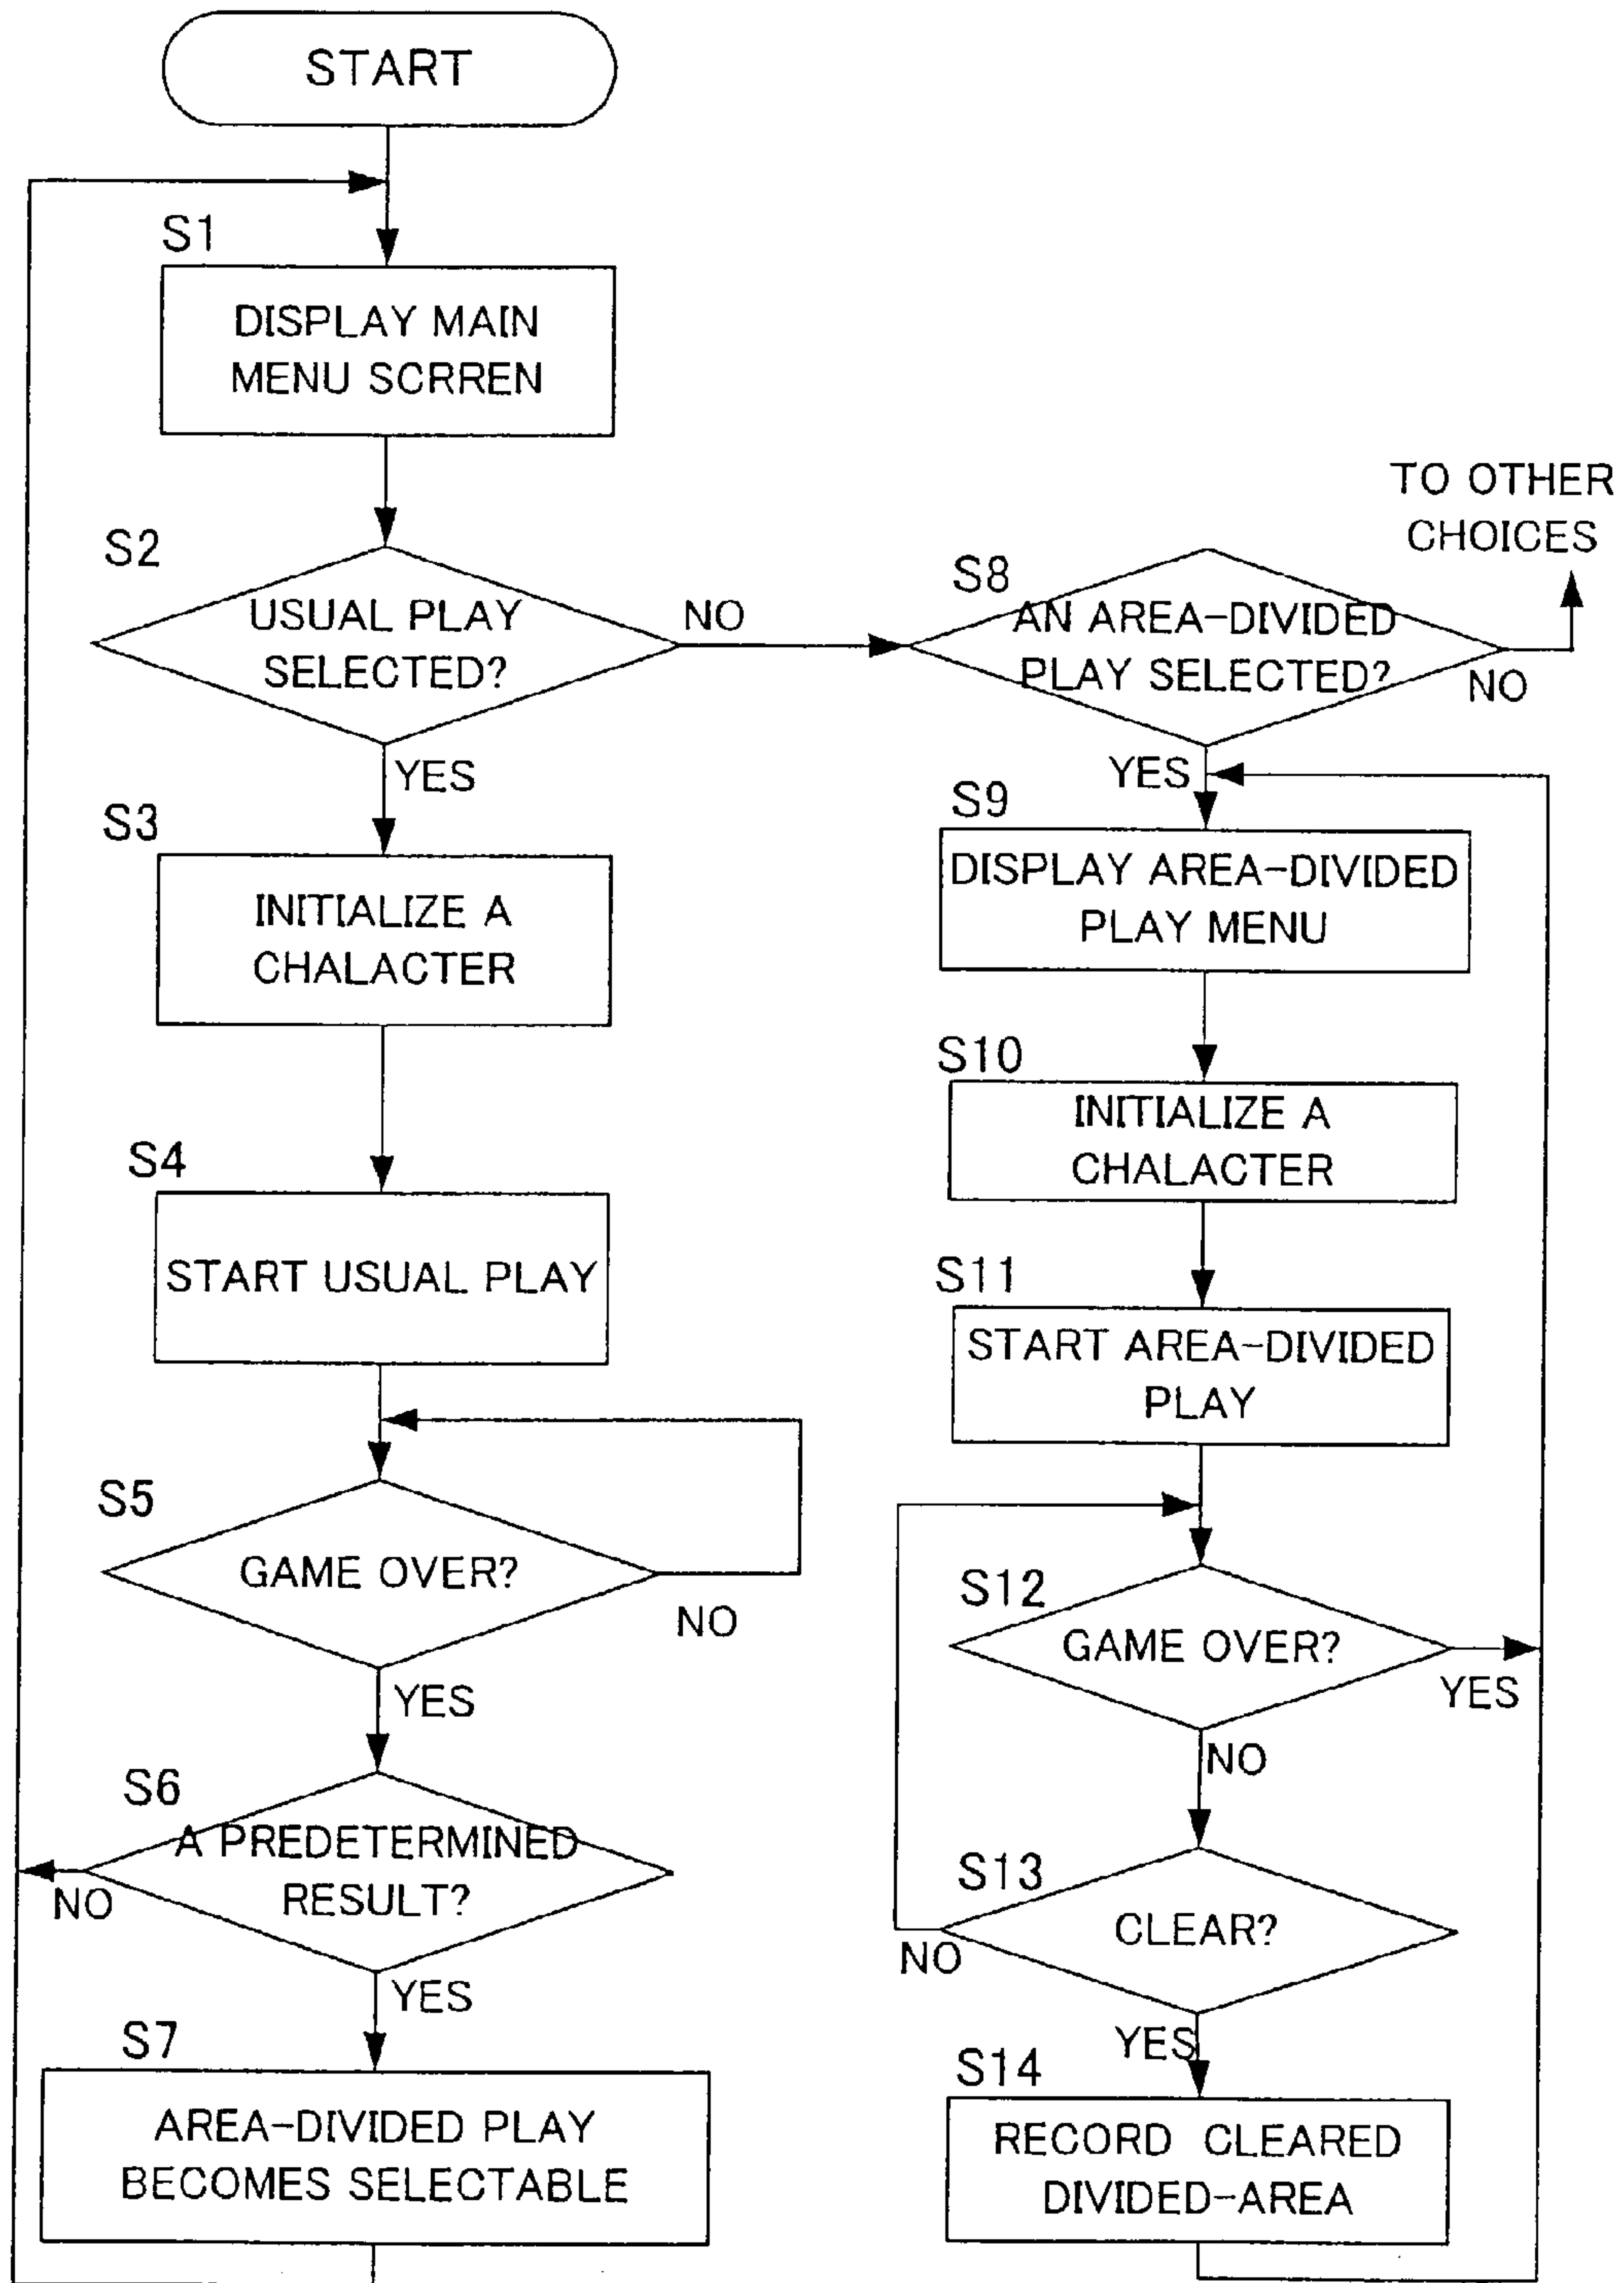 START
S1
DISPLAY MAIN
MENU SCRREN
S2
USUAL PLAY
SELECTED?
NO
YES
S3
INITIALIZE A
CHALACTER
S4
START USUAL PLAY
S5
GAME OVER?
NO
YES
S6
A PREDETERMINED
RESULT?
NO
YES
S7
AREA-DIVIDED PLAY
BECOMES SELECTABLE
TO OTHER
CHOICES
S8
AN AREA-DIVIDED
PLAY SELECTED?
NO
YES
S9
DISPLAY AREA-DIVIDED
PLAY MENU
S10
INITIALIZE A
CHALACTER
S11
START AREA-DIVIDED
PLAY
S12
GAME OVER?
YES
NO
S13
CLEAR?
NO
YES
S14
RECORD CLEARED
DIVIDED-AREA